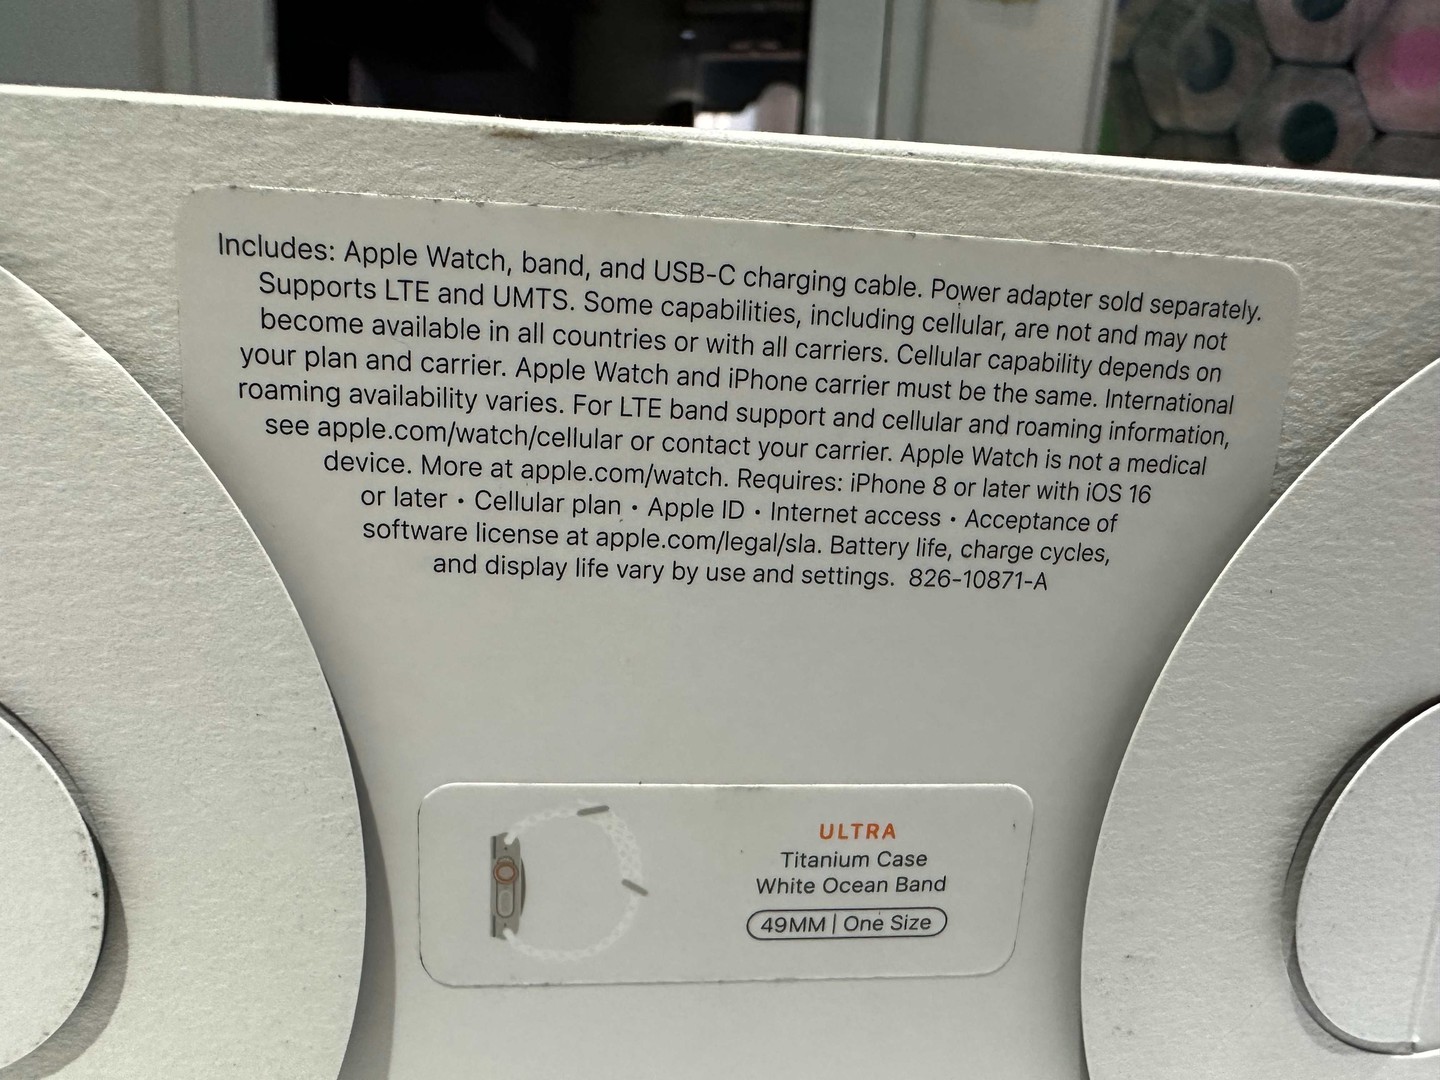 Includes: Apple Watch, band, and USB-C charging cable. Power adapter sold separately.
Supports LTE and UMTS. Some capabilities, including cellular, are not and may not
become available in all countries or with all carriers. Cellular capability depends on
your plan and carrier. Apple Watch and iPhone carrier must be the same. International
roaming availability varies. For LTE band support and cellular and roaming information,
see apple.com/watch/cellular or contact your carrier. Apple Watch is not a medical
device. More at apple.com/watch. Requires: iPhone 8 or later with iOS 16
or later • Cellular plan • Apple ID • Internet access • Acceptance of
software license at apple.com/legal/sla. Battery life, charge cycles,
and display life vary by use and settings. 826-10871-A
ULTRA
Titanium Case
White Ocean Band
49MM | One Size